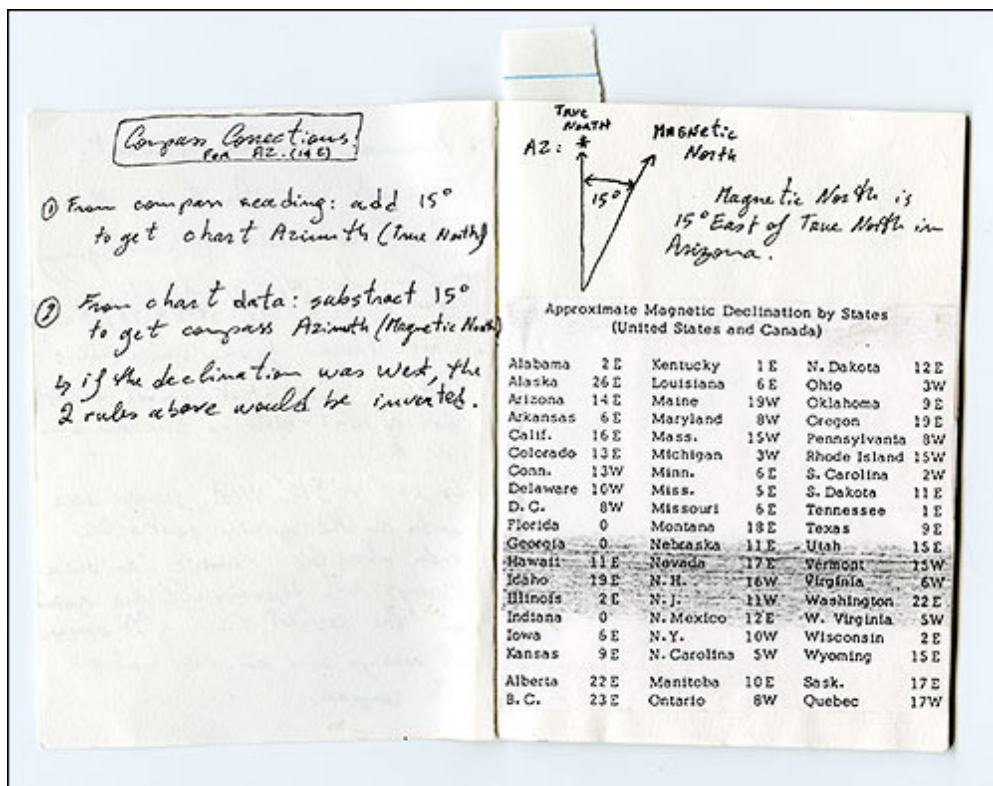 Compass Corrections
FOR AZ. (14 E)
① From compass reading: add 15°
to get chart Azimuth (True North)
② From chart data: substract 15°
to get compass Azimuth (Magnetic North)
↳ if the declination was West, the
2 rules above would be inverted.
TRUE
NORTH
AZ: *
MAGNETIC
North
15°
Magnetic North is
15° East of True North in
Arizona.
Approximate Magnetic Declination by States
(United States and Canada)
Alabama 2 E Kentucky 1 E N. Dakota 12 E
Alaska 26 E Louisiana 6 E Ohio 3W
Arizona 14 E Maine 19W Oklahoma 9 E
Arkansas 6 E Maryland 8W Oregon 19 E
Calif. 16 E Mass. 15W Pennsylvania 8W
Colorado 13 E Michigan 3W Rhode Island 15W
Conn. 13W Minn. 6 E S. Carolina 2W
Delaware 10W Miss. 5 E S. Dakota 11 E
D. C. 8W Missouri 6 E Tennessee 1 E
Florida 0 Montana 18 E Texas 9 E
Georgia 0 Nebraska 11 E Utah 15 E
Hawaii 11 E Nevada 17 E Vermont 15W
Idaho 19 E N. H. 16W Virginia 6W
Illinois 2 E N. J. 11W Washington 22 E
Indiana 0 N. Mexico 12 E W. Virginia 5W
Iowa 6 E N. Y. 10W Wisconsin 2 E
Kansas 9 E N. Carolina 5W Wyoming 15 E
Alberta 22 E Manitoba 10 E Sask. 17 E
B. C. 23 E Ontario 8W Quebec 17W